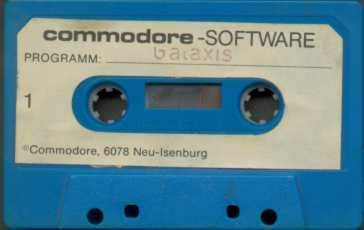 commodore-SOFTWARE
PROGRAMM: Galaxis
1
©Commodore, 6078 Neu-Isenburg